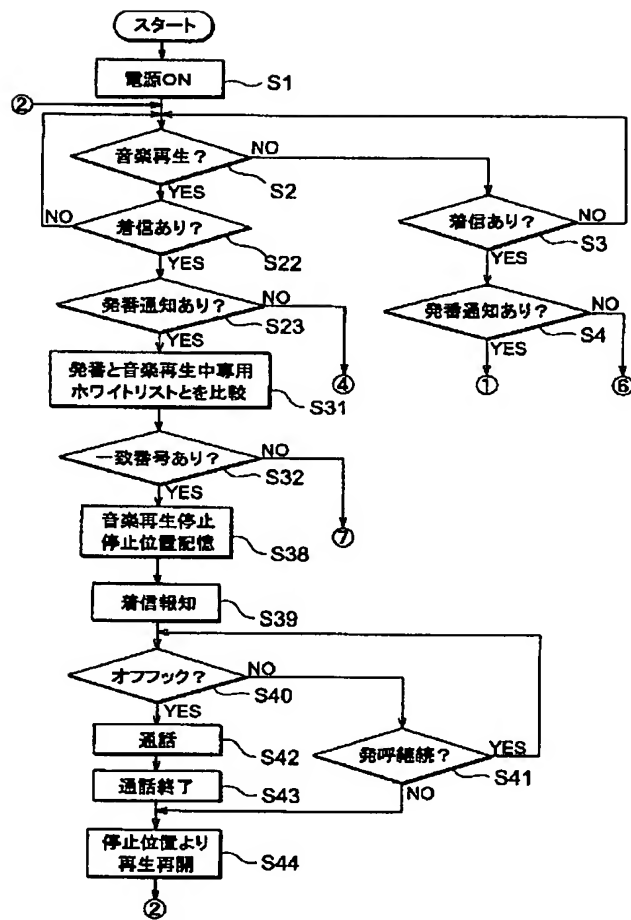 スタート
電源ON
S1
②
音楽再生?
NO
S2
YES
NO
着信あり?
S22
YES
着信あり?
NO
S3
YES
発番通知あり?
NO
S23
YES
④
発番通知あり?
NO
S4
YES
①
⑥
発番と音楽再生中専用
ホワイトリストとを比較
S31
一致番号あり?
NO
S32
YES
⑦
音楽再生停止
停止位置記憶
S38
着信報知
S39
オフフック?
NO
S40
YES
発呼継続?
YES
S41
NO
通話
S42
通話終了
S43
停止位置より
再生再開
S44
②